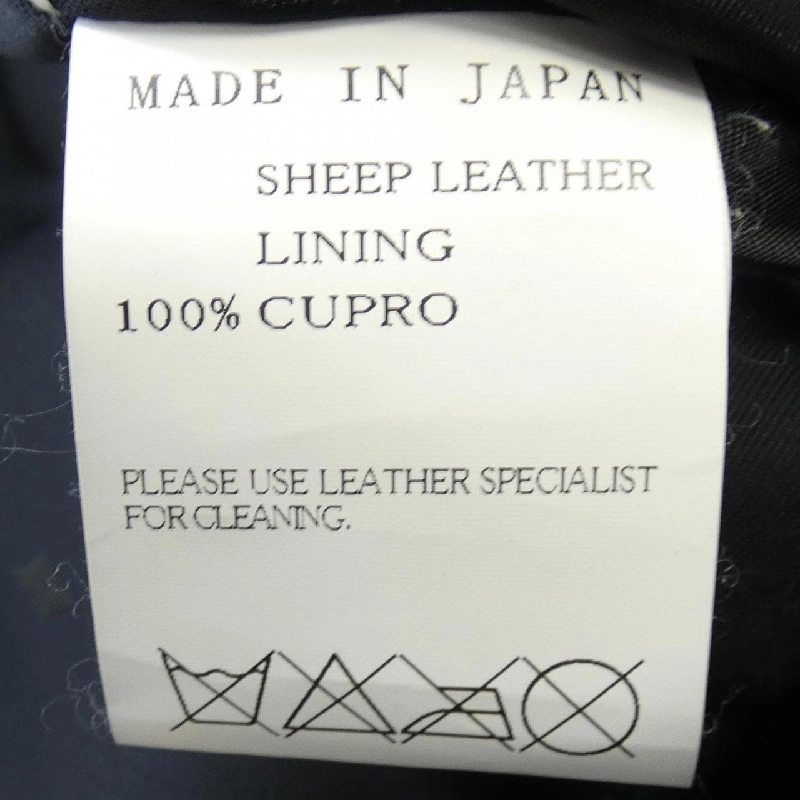 MADE IN JAPAN
SHEEP LEATHER
LINING
100% CUPRO
PLEASE USE LEATHER SPECIALIST
FOR CLEANING.